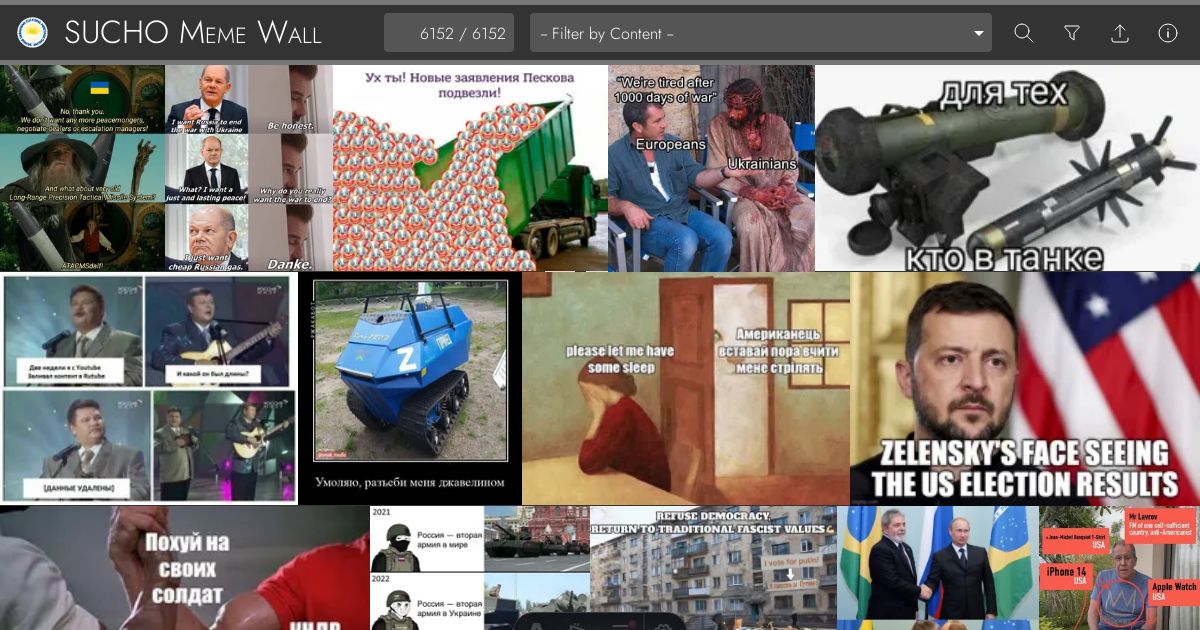 SUCHO MEME WALL
6152 / 6152
– Filter by Content –
No, thank you.
We don't want any more peacemongers,
negotiate-dealers or escalation managers!
And what about very old
Long-Range Precision Tactical Missile System?
ATACMSdalf!
I want Russia to end
the war with Ukraine
Be honest.
What? I want a
just and lasting peace!
Why do you really
want the war to end?
I just want
cheap Russian gas.
Danke.
Ух ты! Новые заявления Пескова
подвезли!
"We're tired after
1000 days of war"
Europeans
Ukrainians
для тех
кто в танке
РОССИЯ
РОССИЯ
Две недели я с Youtube
Заливал контент в Rutube
И какой он был длины?
[ДАННЫЕ УДАЛЕНЫ]
Z
Умоляю, разъеби меня джавелином
please let me have
some sleep
Американець
вставай пора вчити
мене стрілять
ZELENSKY'S FACE SEEING
THE US ELECTION RESULTS
Похуй на
своих
солдат
КНДР
2021
Россия — вторая
армия в мире
2022
Россия — вторая
армия в Украине
REFUSE DEMOCRACY,
RETURN TO TRADITIONAL FASCIST VALUES
I vote for putin!
Mr Lavrov
FM of one self-sufficient
country, anti-Americanist
a Jean-Michel Basquiat T-Shirt
USA
iPhone 14
USA
Apple Watch
USA